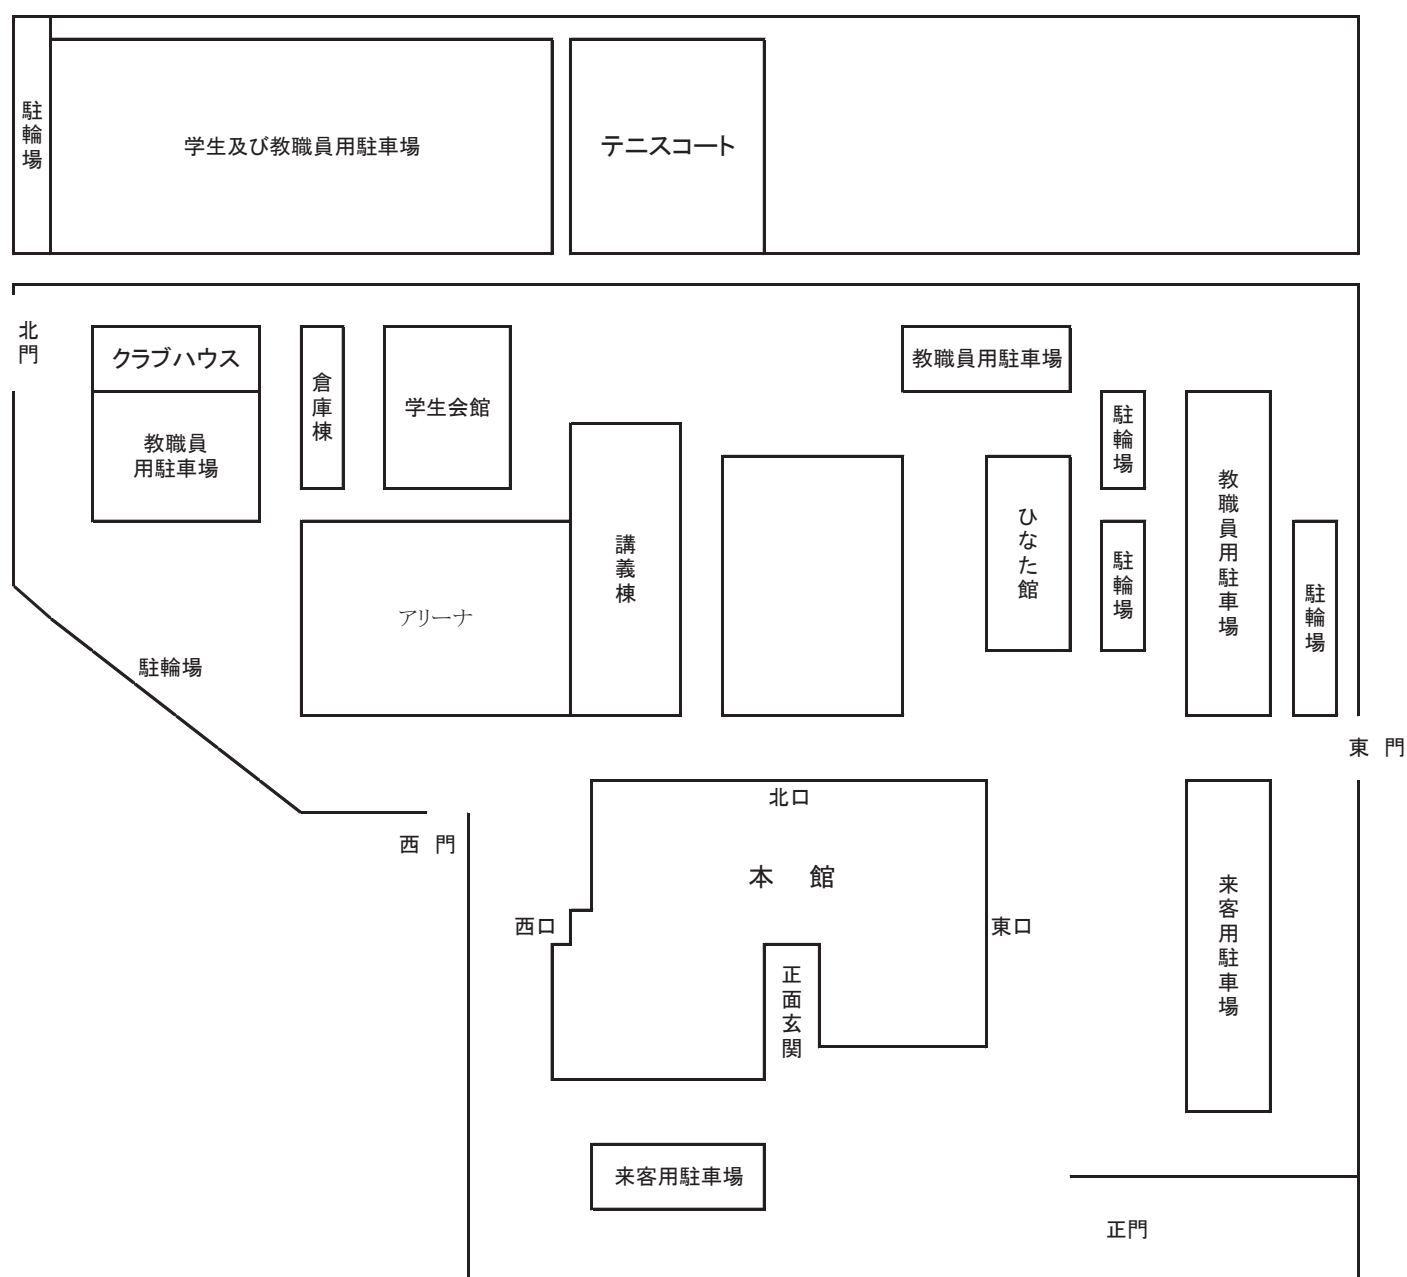 駐輪場
学生及び教職員用駐車場
テニスコート
北門
クラブハウス
教職員
用駐車場
倉庫棟
学生会館
教職員用駐車場
駐輪場
講義棟
ひなた館
教職員用駐車場
駐輪場
駐輪場
アリーナ
駐輪場
東 門
西 門
北口
本 館
西口
東口
正面玄関
来客用駐車場
来客用駐車場
正門